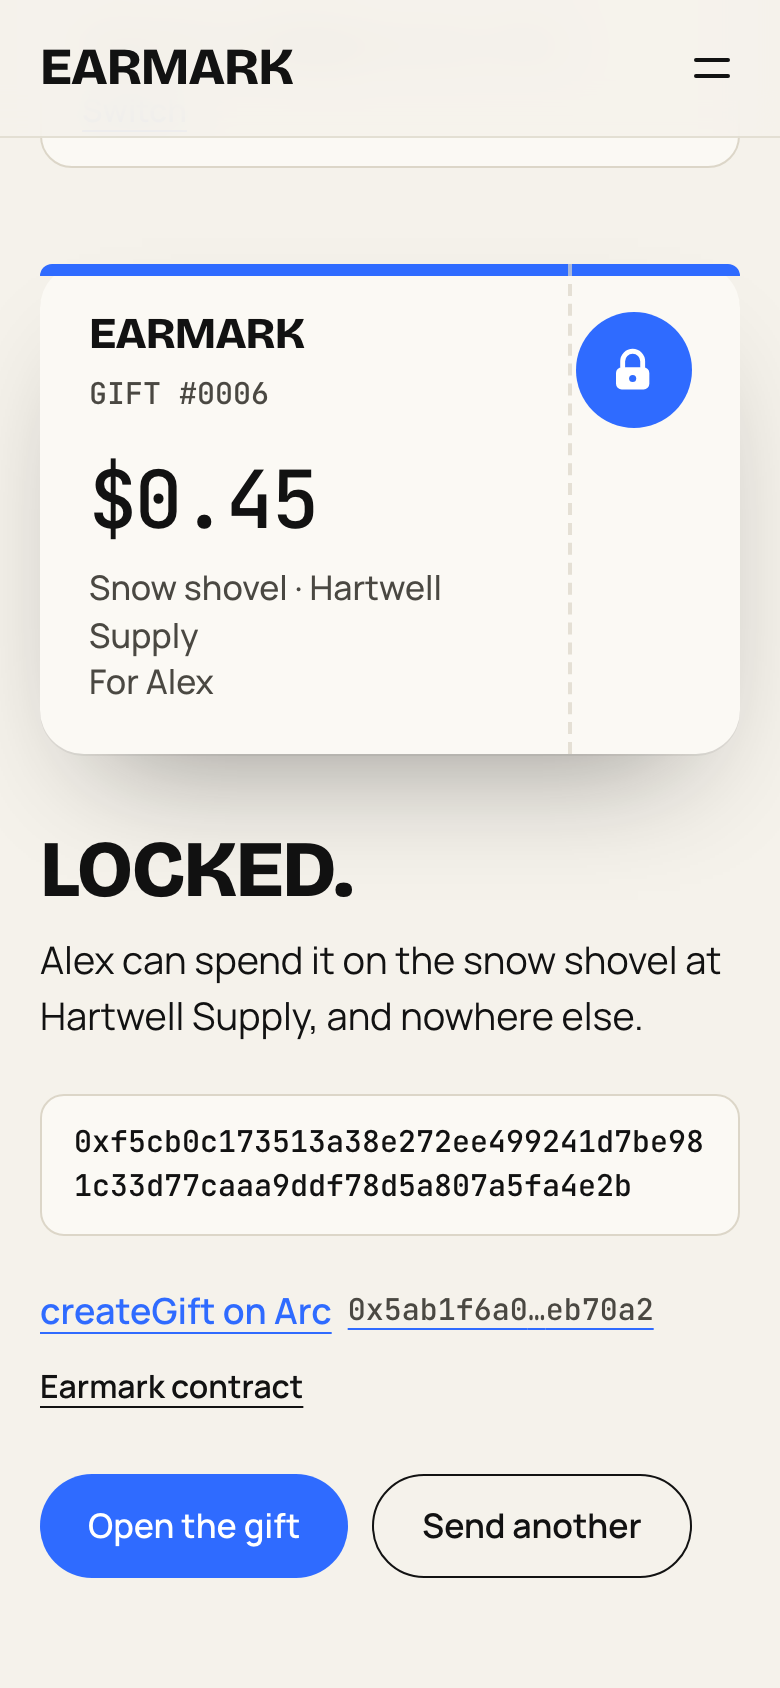 EARMARK
EARMARK
GIFT #0006
$0.45
Snow shovel · Hartwell
Supply
For Alex
LOCKED.
Alex can spend it on the snow shovel at
Hartwell Supply, and nowhere else.
0xf5cb0c173513a38e272ee499241d7be98
1c33d77caaa9ddf78d5a807a5fa4e2b
createGift on Arc 0x5ab1f6a0…eb70a2
Earmark contract
Open the gift Send another